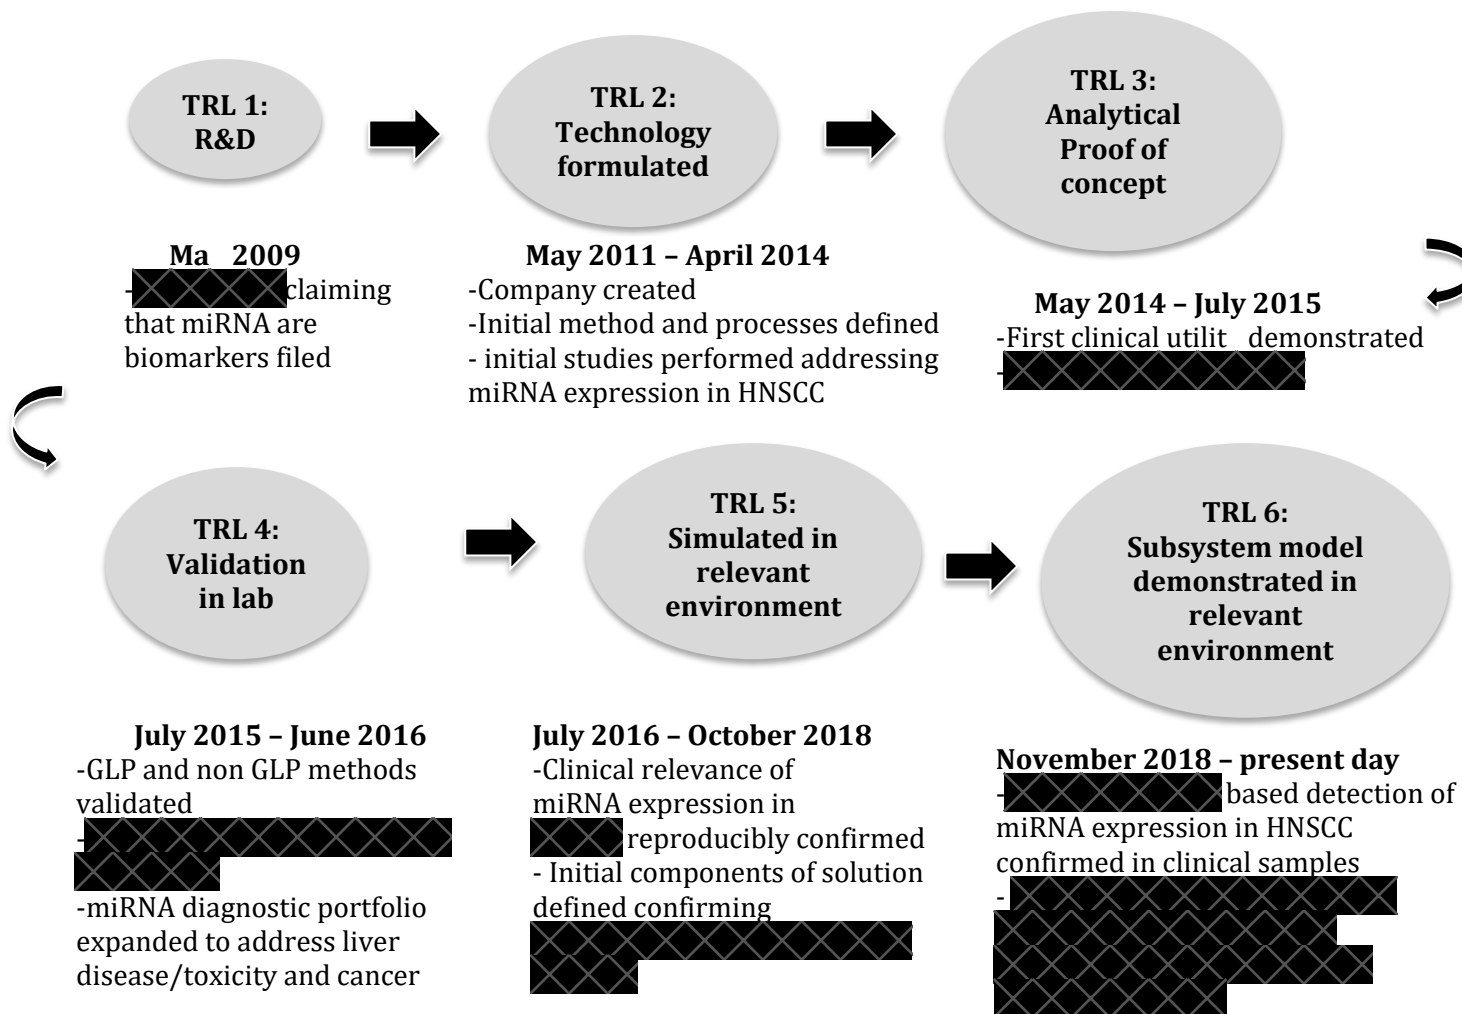 TRL 1:
R&D
TRL 2:
Technology
formulated
TRL 3:
Analytical
Proof of
concept
Ma 2009
- claiming
that miRNA are
biomarkers filed
May 2011 – April 2014
-Company created
-Initial method and processes defined
- initial studies performed addressing
miRNA expression in HNSCC
May 2014 – July 2015
-First clinical utilit demonstrated
-
TRL 4:
Validation
in lab
TRL 5:
Simulated in
relevant
environment
TRL 6:
Subsystem model
demonstrated in
relevant
environment
July 2015 – June 2016
-GLP and non GLP methods
validated
-
-miRNA diagnostic portfolio
expanded to address liver
disease/toxicity and cancer
July 2016 – October 2018
-Clinical relevance of
miRNA expression in
reproducibly confirmed
- Initial components of solution
defined confirming
November 2018 – present day
- based detection of
miRNA expression in HNSCC
confirmed in clinical samples
-